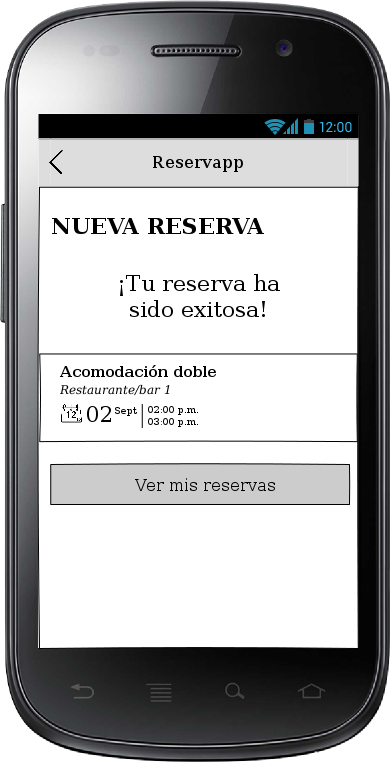 12:00
Reservapp
NUEVA RESERVA
¡Tu reserva ha
sido exitosa!
Acomodación doble
Restaurante/bar 1
12
02 Sept
02:00 p.m.
03:00 p.m.
Ver mis reservas